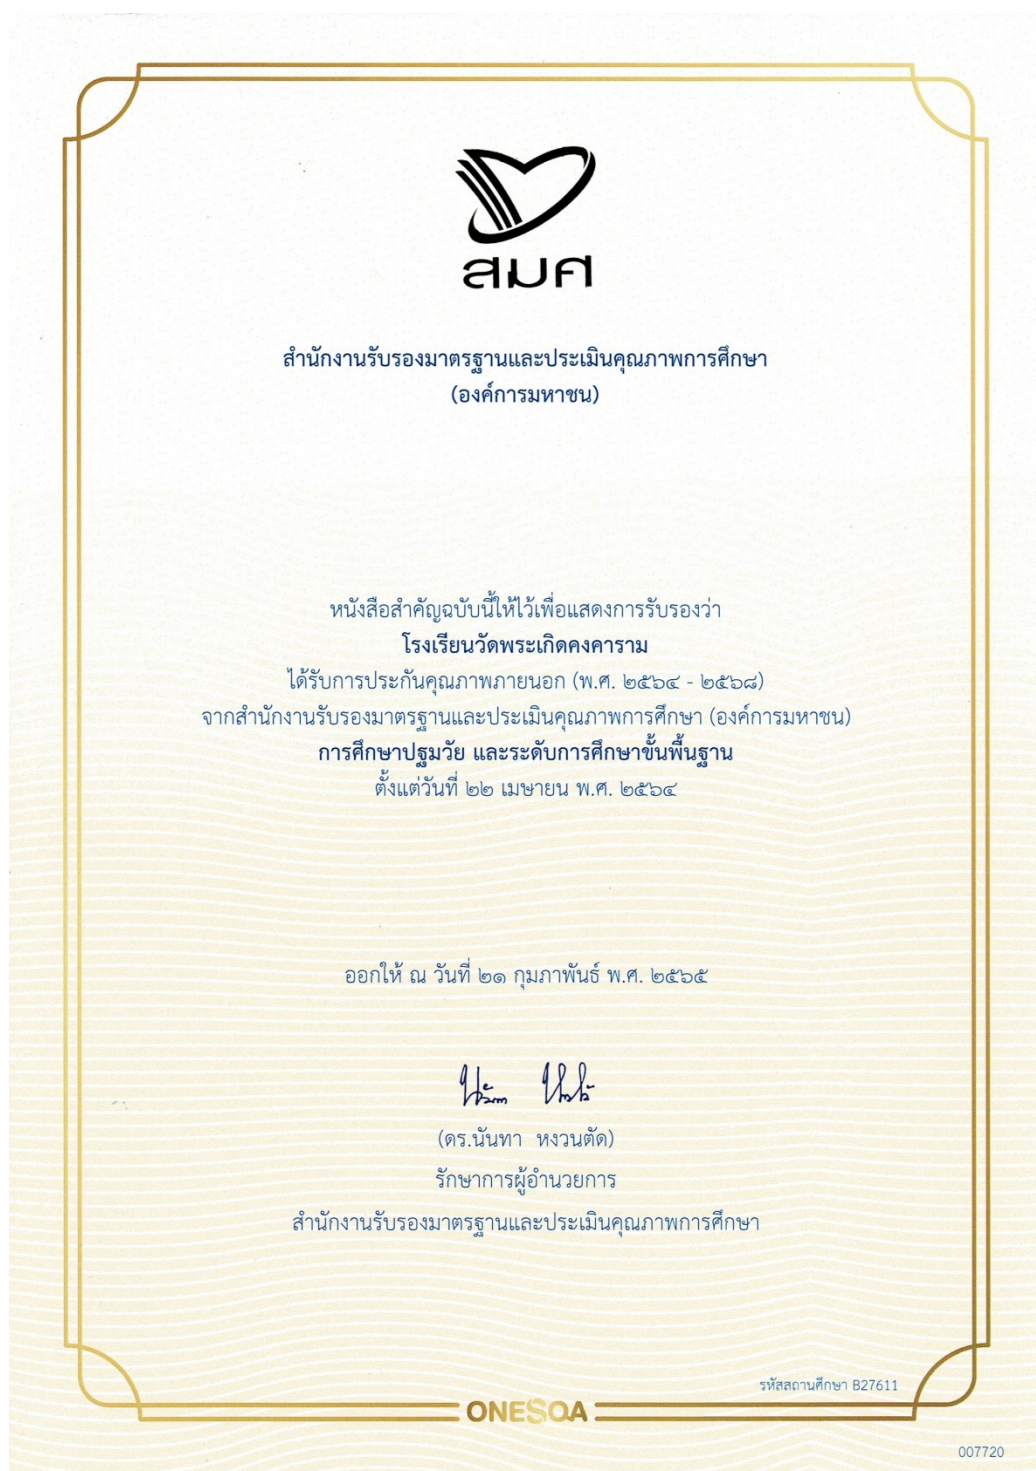 สมศ
สำนักงานรับรองมาตรฐานและประเมินคุณภาพการศึกษา
(องค์การมหาชน)
หนังสือสำคัญฉบับนี้ให้ไว้เพื่อแสดงการรับรองว่า
โรงเรียนวัดพระเกิดคงคาราม
ได้รับการประกันคุณภาพภายนอก (พ.ศ. ๒๕๖๔ - ๒๕๖๘)
จากสำนักงานรับรองมาตรฐานและประเมินคุณภาพการศึกษา (องค์การมหาชน)
การศึกษาปฐมวัย และระดับการศึกษาขั้นพื้นฐาน
ตั้งแต่วันที่ ๒๒ เมษายน พ.ศ. ๒๕๖๔
ออกให้ ณ วันที่ ๒๑ กุมภาพันธ์ พ.ศ. ๒๕๖๕
(ดร.นันทา หงวนตัด)
รักษาการผู้อำนวยการ
สำนักงานรับรองมาตรฐานและประเมินคุณภาพการศึกษา
รหัสสถานศึกษา B27611
ONESQA
007720